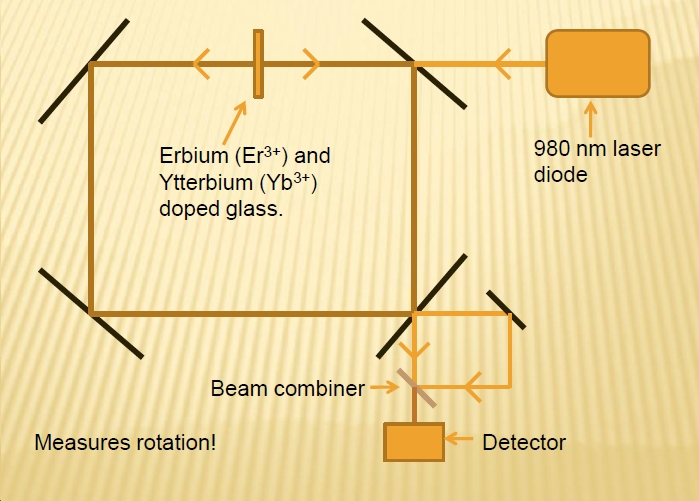 Erbium (Er³⁺) and
Ytterbium (Yb³⁺)
doped glass.
980 nm laser
diode
Beam combiner
Measures rotation!
Detector